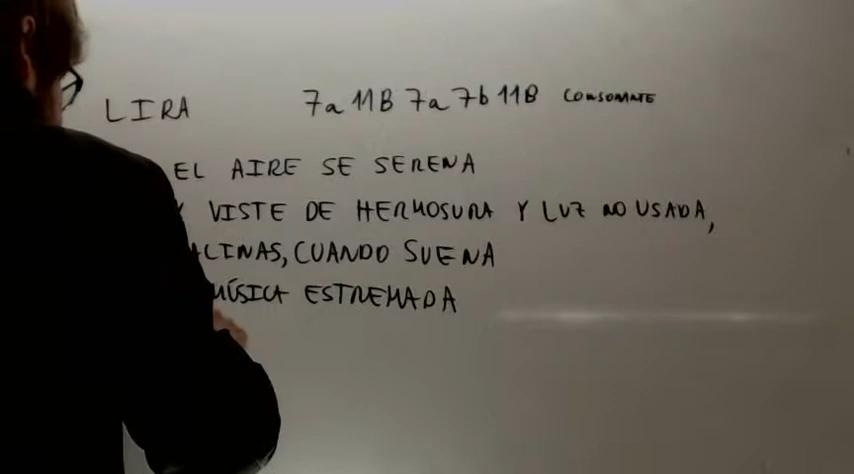 LIRA 7a 11B 7a 7b 11B CONSONANTE
EL AIRE SE SERENA
Y VISTE DE HERMOSURA Y LUZ NO USADA,
CUANDO SUENA
MÚSICA ESTREMADA